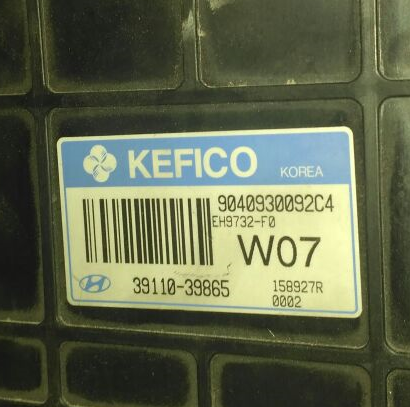 KEFICO KOREA
9040930092C4
EH9732-F0
W07
39110-39865 158927R
0002